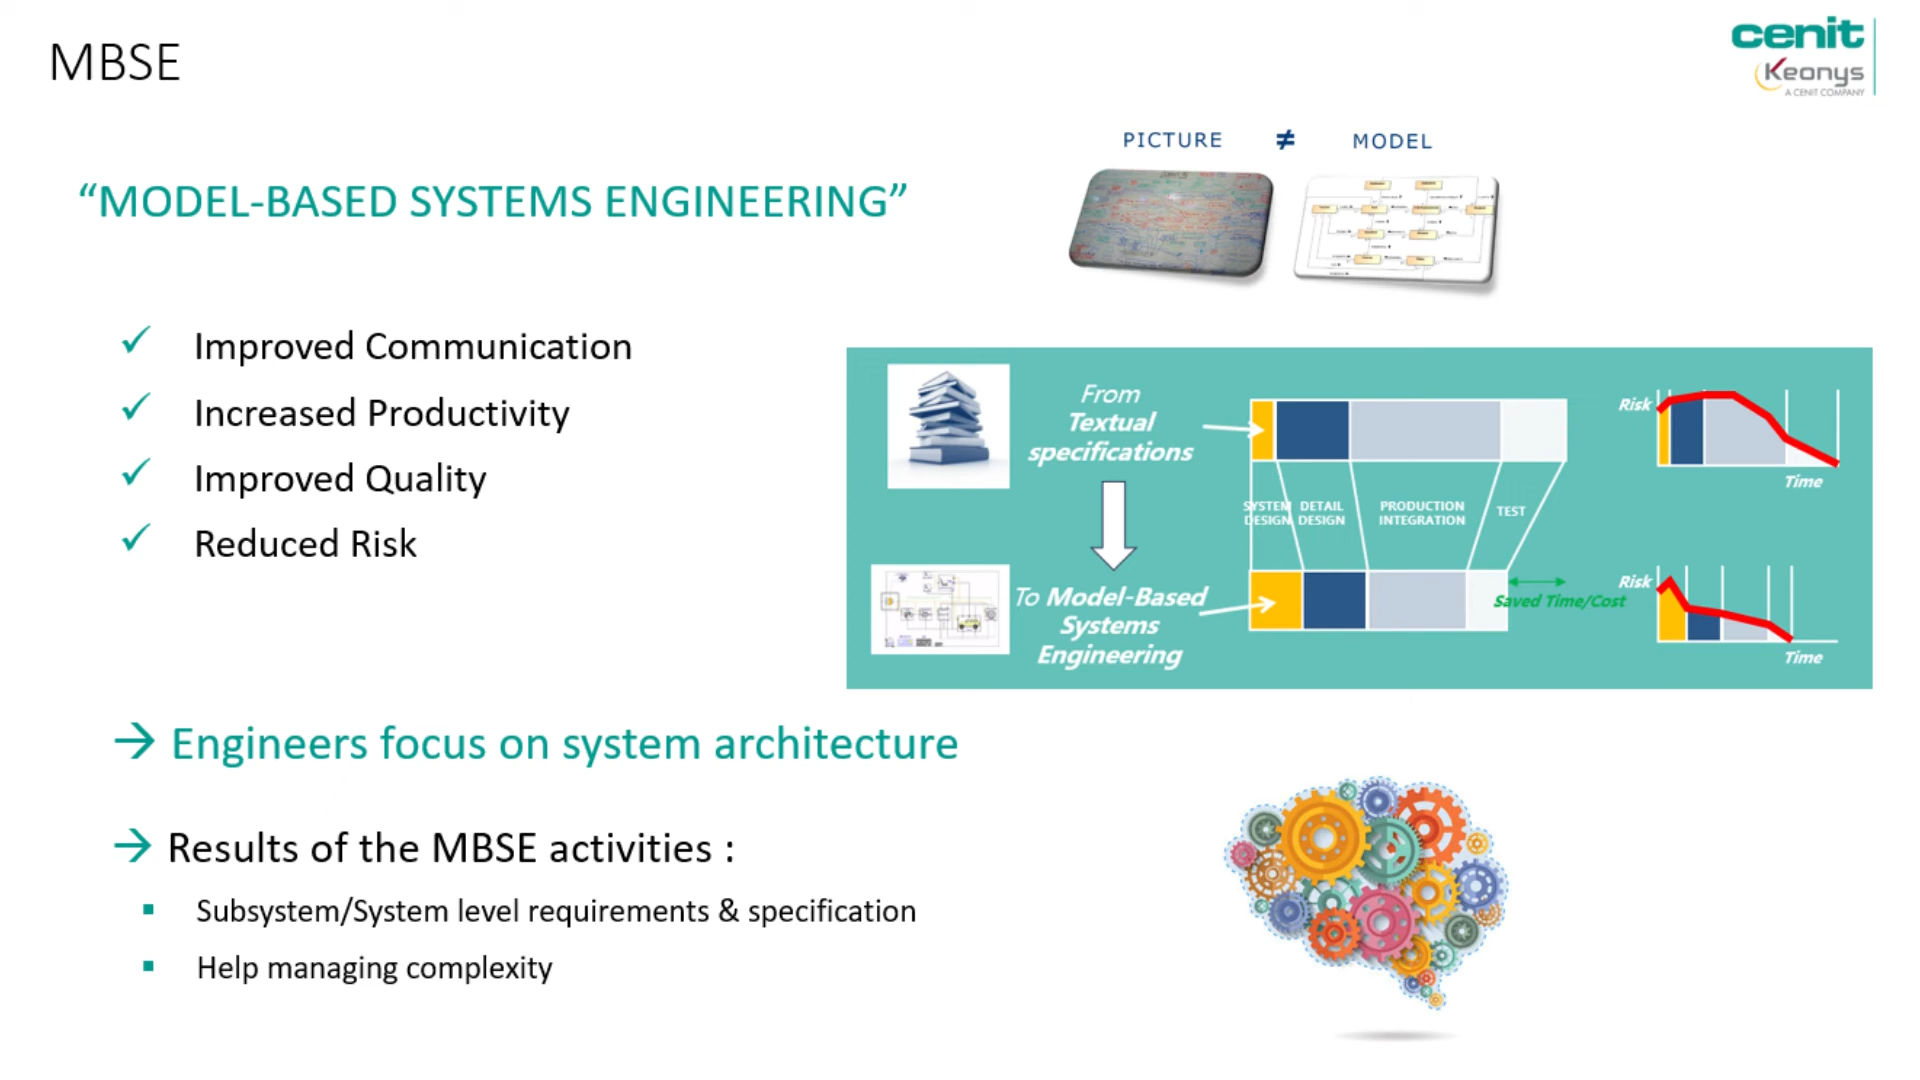 MBSE
cenit
Keonys
A CENIT COMPANY
PICTURE ≠ MODEL
“MODEL-BASED SYSTEMS ENGINEERING”
✓ Improved Communication
✓ Increased Productivity
✓ Improved Quality
✓ Reduced Risk
From
Textual
specifications
SYSTEM
DESIGN
DETAIL
DESIGN
PRODUCTION
INTEGRATION
TEST
To Model-Based
Systems
Engineering
Saved Time/Cost
Risk
Time
Risk
Time
→ Engineers focus on system architecture
→ Results of the MBSE activities :
▪ Subsystem/System level requirements & specification
▪ Help managing complexity